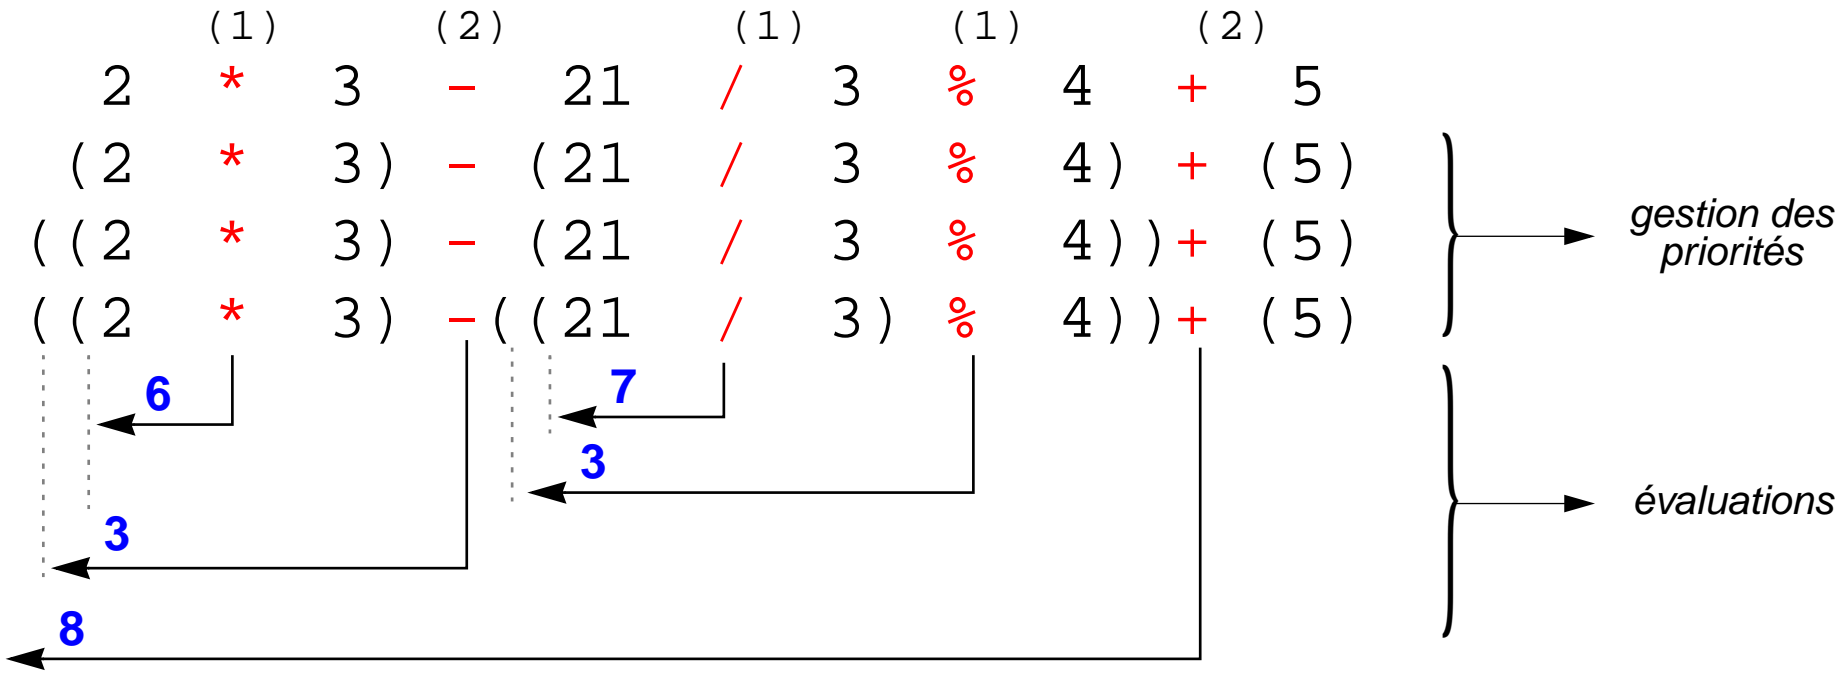 (1) (2) (1) (1) (2)
2 * 3 - 21 / 3 % 4 + 5
(2 * 3) - (21 / 3 % 4) + (5)
((2 * 3) - (21 / 3 % 4)) + (5)
((2 * 3) - ((21 / 3) % 4)) + (5)
gestion des
priorités
6
7
3
3
8
évaluations